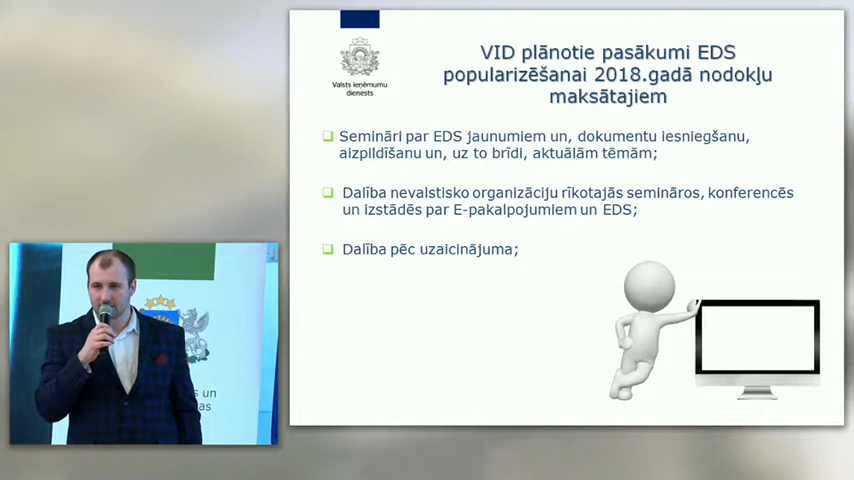 VID plānotie pasākumi EDS
popularizēšanai 2018.gadā nodokļu
maksātajiem
Valsts ieņēmumu
dienests
Semināri par EDS jaunumiem un, dokumentu iesniegšanu,
aizpildīšanu un, uz to brīdi, aktuālām tēmām;
Dalība nevalstisko organizāciju rīkotajās semināros, konferencēs
un izstādēs par E-pakalpojumiem un EDS;
Dalība pēc uzaicinājuma;
un